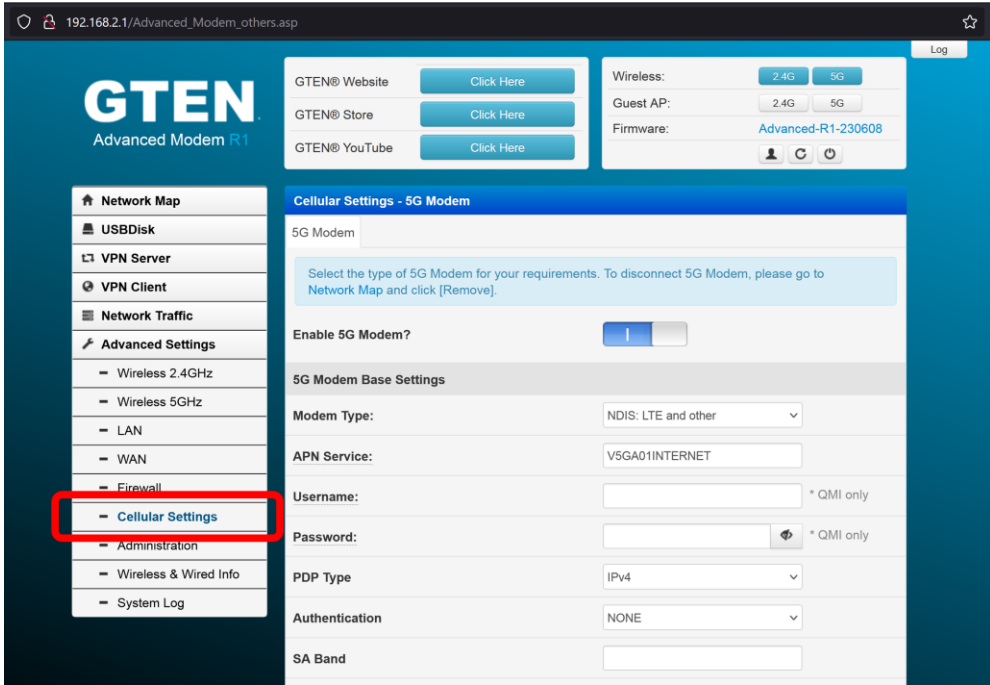 192.168.2.1/Advanced_Modem_others.asp
Log
GTEN
Advanced Modem R1
GTEN® Website
Click Here
GTEN® Store
Click Here
GTEN® YouTube
Click Here
Wireless:
2.4G
5G
Guest AP:
2.4G
5G
Firmware:
Advanced-R1-230608
Network Map
USBDisk
VPN Server
VPN Client
Network Traffic
Advanced Settings
Wireless 2.4GHz
Wireless 5GHz
LAN
WAN
Firewall
Cellular Settings
Administration
Wireless & Wired Info
System Log
Cellular Settings - 5G Modem
5G Modem
Select the type of 5G Modem for your requirements. To disconnect 5G Modem, please go to
Network Map and click [Remove].
Enable 5G Modem?
5G Modem Base Settings
Modem Type:
NDIS: LTE and other
APN Service:
V5GA01INTERNET
Username:
* QMI only
Password:
* QMI only
PDP Type
IPv4
Authentication
NONE
SA Band